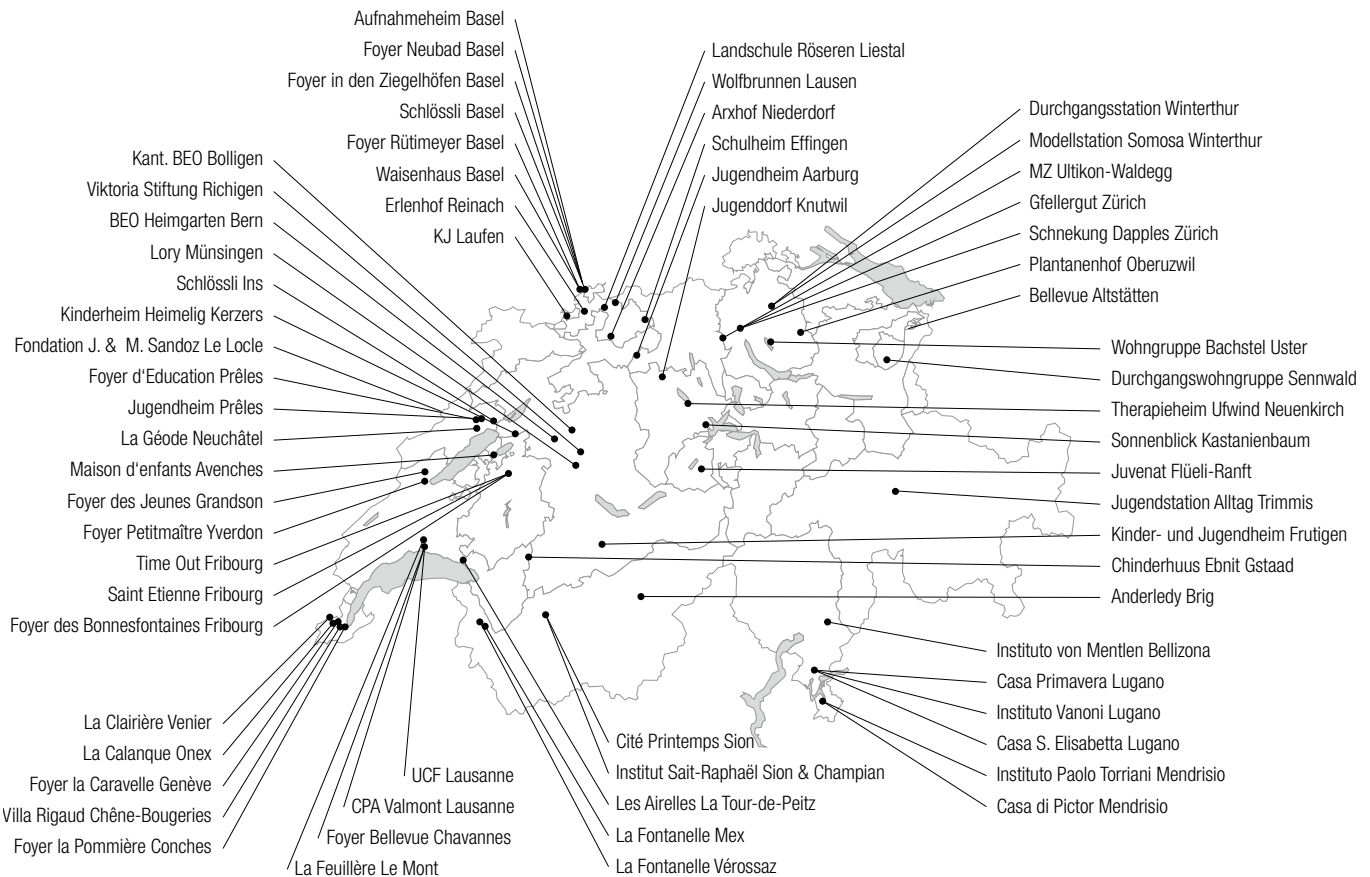 Aufnahmeheim Basel
Foyer Neubad Basel
Foyer in den Ziegelhöfen Basel
Schlössli Basel
Foyer Rütimeyer Basel
Waisenhaus Basel
Erlenhof Reinach
KJ Laufen
Landschule Röseren Liestal
Wolfbrunnen Lausen
Arxhof Niederdorf
Schulheim Effingen
Jugendheim Aarburg
Jugenddorf Knutwil
Durchgangsstation Winterthur
Modellstation Somosa Winterthur
MZ Ultikon-Waldegg
Gfellergut Zürich
Schnekung Dapples Zürich
Plantanenhof Oberuzwil
Bellevue Altstätten
Wohngruppe Bachstel Uster
Durchgangswohngruppe Sennwald
Therapieheim Ufwind Neuenkirch
Sonnenblick Kastanienbaum
Juvenat Flüeli-Ranft
Jugendstation Alltag Trimmis
Kinder- und Jugendheim Frutigen
Chinderhuus Ebnit Gstaad
Anderledy Brig
Instituto von Mentlen Bellizona
Casa Primavera Lugano
Instituto Vanoni Lugano
Casa S. Elisabetta Lugano
Instituto Paolo Torriani Mendrisio
Casa di Pictor Mendrisio
Kant. BEO Bolligen
Viktoria Stiftung Richigen
BEO Heimgarten Bern
Lory Münsingen
Schlössli Ins
Kinderheim Heimelig Kerzers
Fondation J. & M. Sandoz Le Locle
Foyer d'Education Prêles
Jugendheim Prêles
La Géode Neuchâtel
Maison d'enfants Avenches
Foyer des Jeunes Grandson
Foyer Petitmaître Yverdon
Time Out Fribourg
Saint Etienne Fribourg
Foyer des Bonnesfontaines Fribourg
La Clairière Venier
La Calanque Onex
Foyer la Caravelle Genève
Villa Rigaud Chêne-Bougeries
Foyer la Pommière Conches
UCF Lausanne
CPA Valmont Lausanne
Foyer Bellevue Chavannes
La Feuillère Le Mont
Cité Printemps Sion
Institut Sait-Raphaël Sion & Champian
Les Airelles La Tour-de-Peitz
La Fontanelle Mex
La Fontanelle Vérossaz